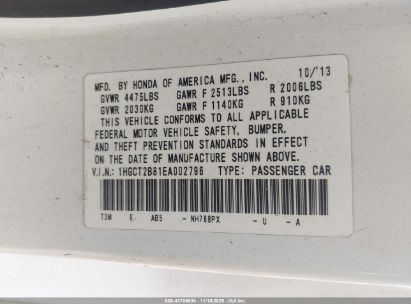 MFD. BY HONDA OF AMERICA MFG., INC. 10/13
GVWR 4475LBS GAWR F 2513LBS R 2006LBS
GVWR 2030KG GAWR F 1140KG R 910KG
THIS VEHICLE CONFORMS TO ALL APPLICABLE
FEDERAL MOTOR VEHICLE SAFETY, BUMPER,
AND THEFT PREVENTION STANDARDS IN EFFECT
ON THE DATE OF MANUFACTURE SHOWN ABOVE.
V.I.N.: 1HGCT2B81EA002796 TYPE: PASSENGER CAR
T3M E- AB5 - NH788PX - U - A